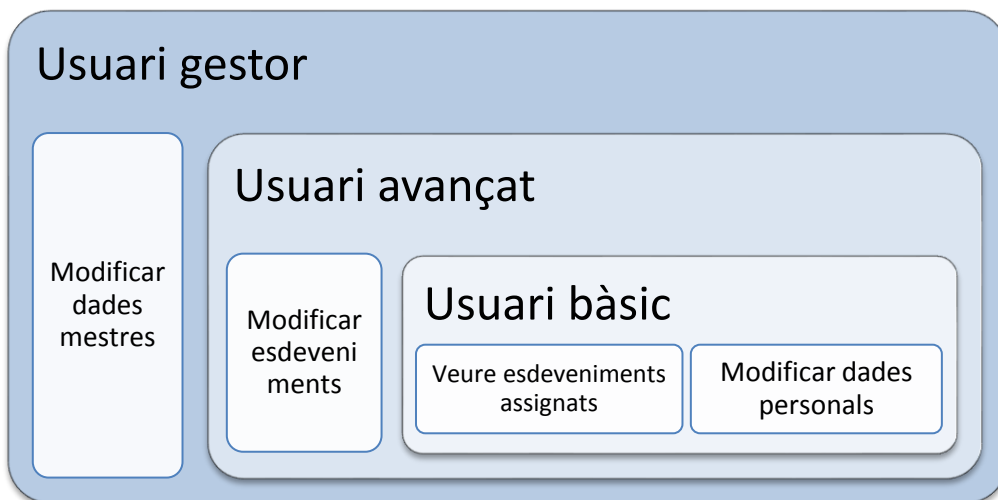 Usuari gestor
Modificar
dades
mestres
Usuari avançat
Modificar
esdeveni
ments
Usuari bàsic
Veure esdeveniments
assignats
Modificar dades
personals